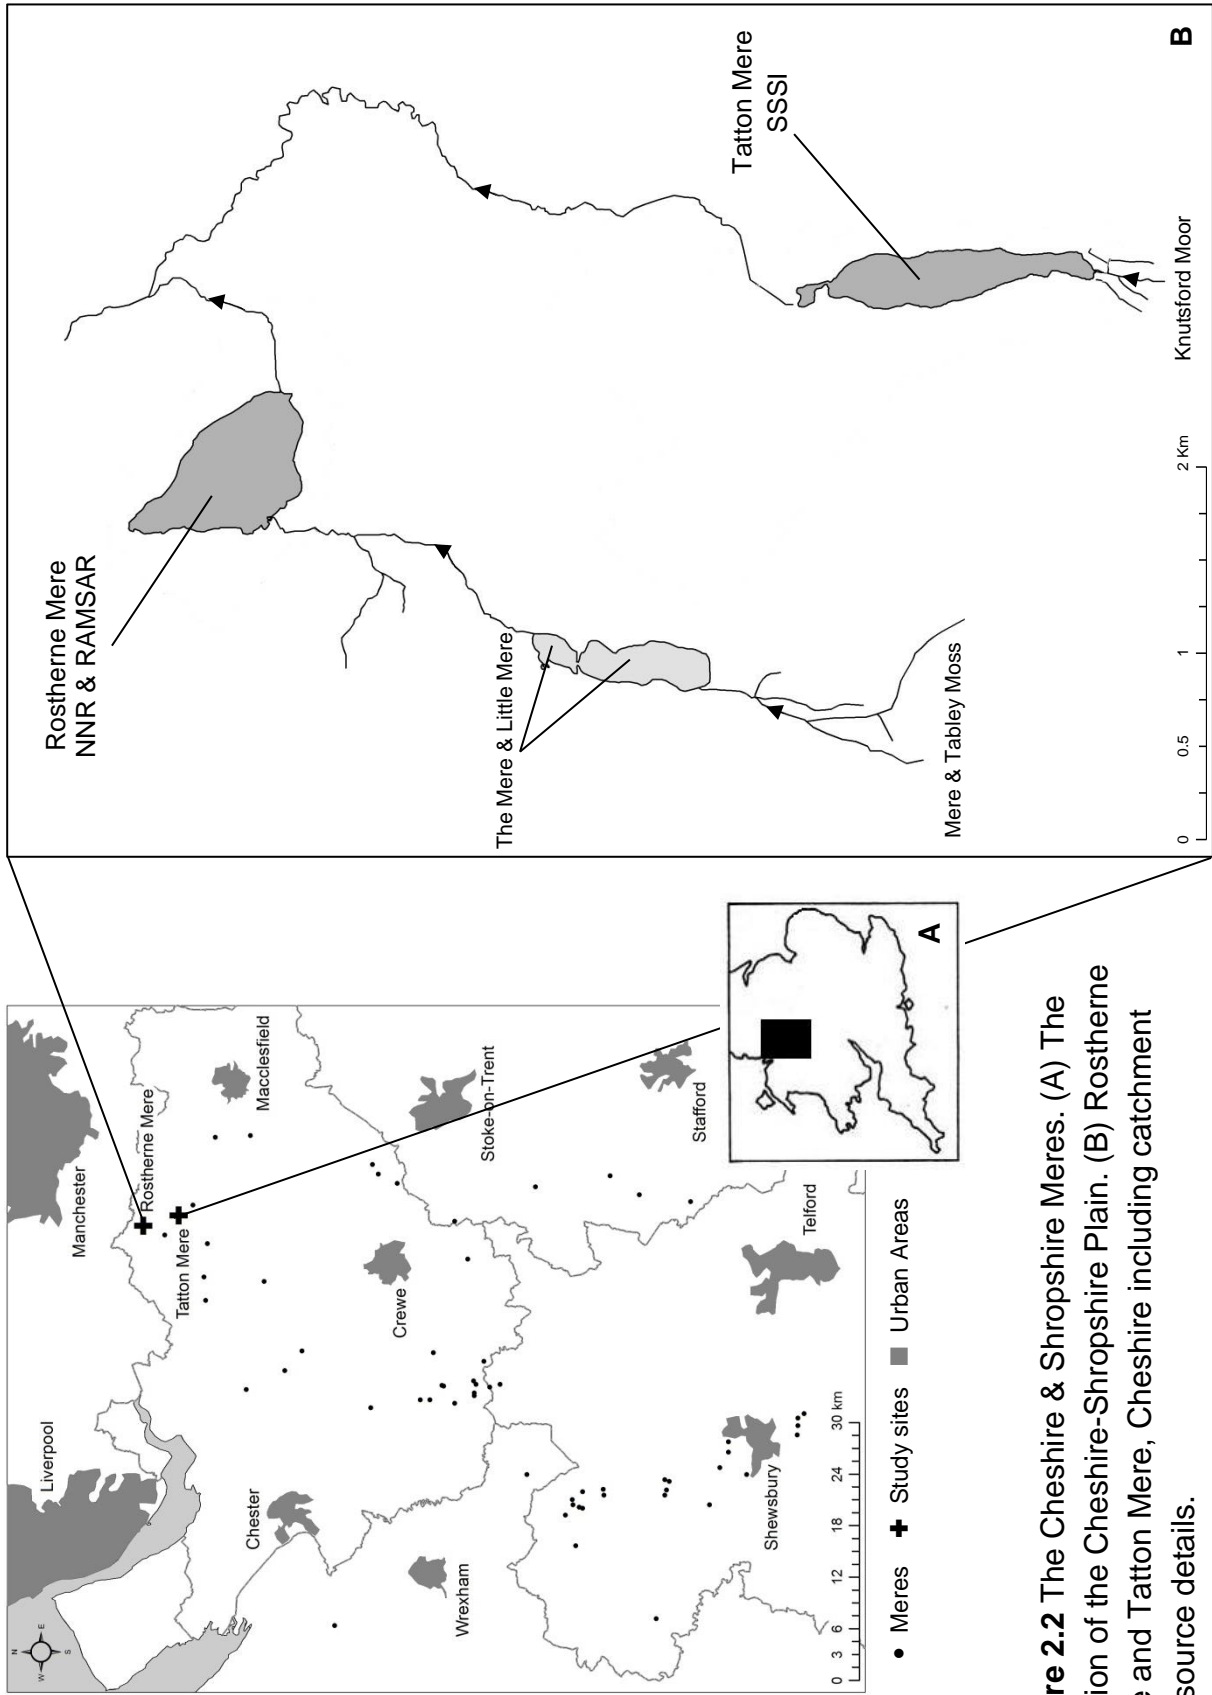 N
W
E
S
Liverpool
Manchester
Rostherne Mere
Tatton Mere
Macclesfield
Chester
Crewe
Wrexham
Stoke-on-Trent
Stafford
Shewsbury
Telford
0 3 6 12 18 24 30 km
Meres
Study sites
Urban Areas
A
Rostherne Mere
NNR & RAMSAR
The Mere & Little Mere
Mere & Tabley Moss
Tatton Mere
SSSI
Knutsford Moor
0 0.5 1 2 Km
B
re 2.2 The Cheshire & Shropshire Meres. (A) The
ion of the Cheshire-Shropshire Plain. (B) Rostherne
e and Tatton Mere, Cheshire including catchment
source details.